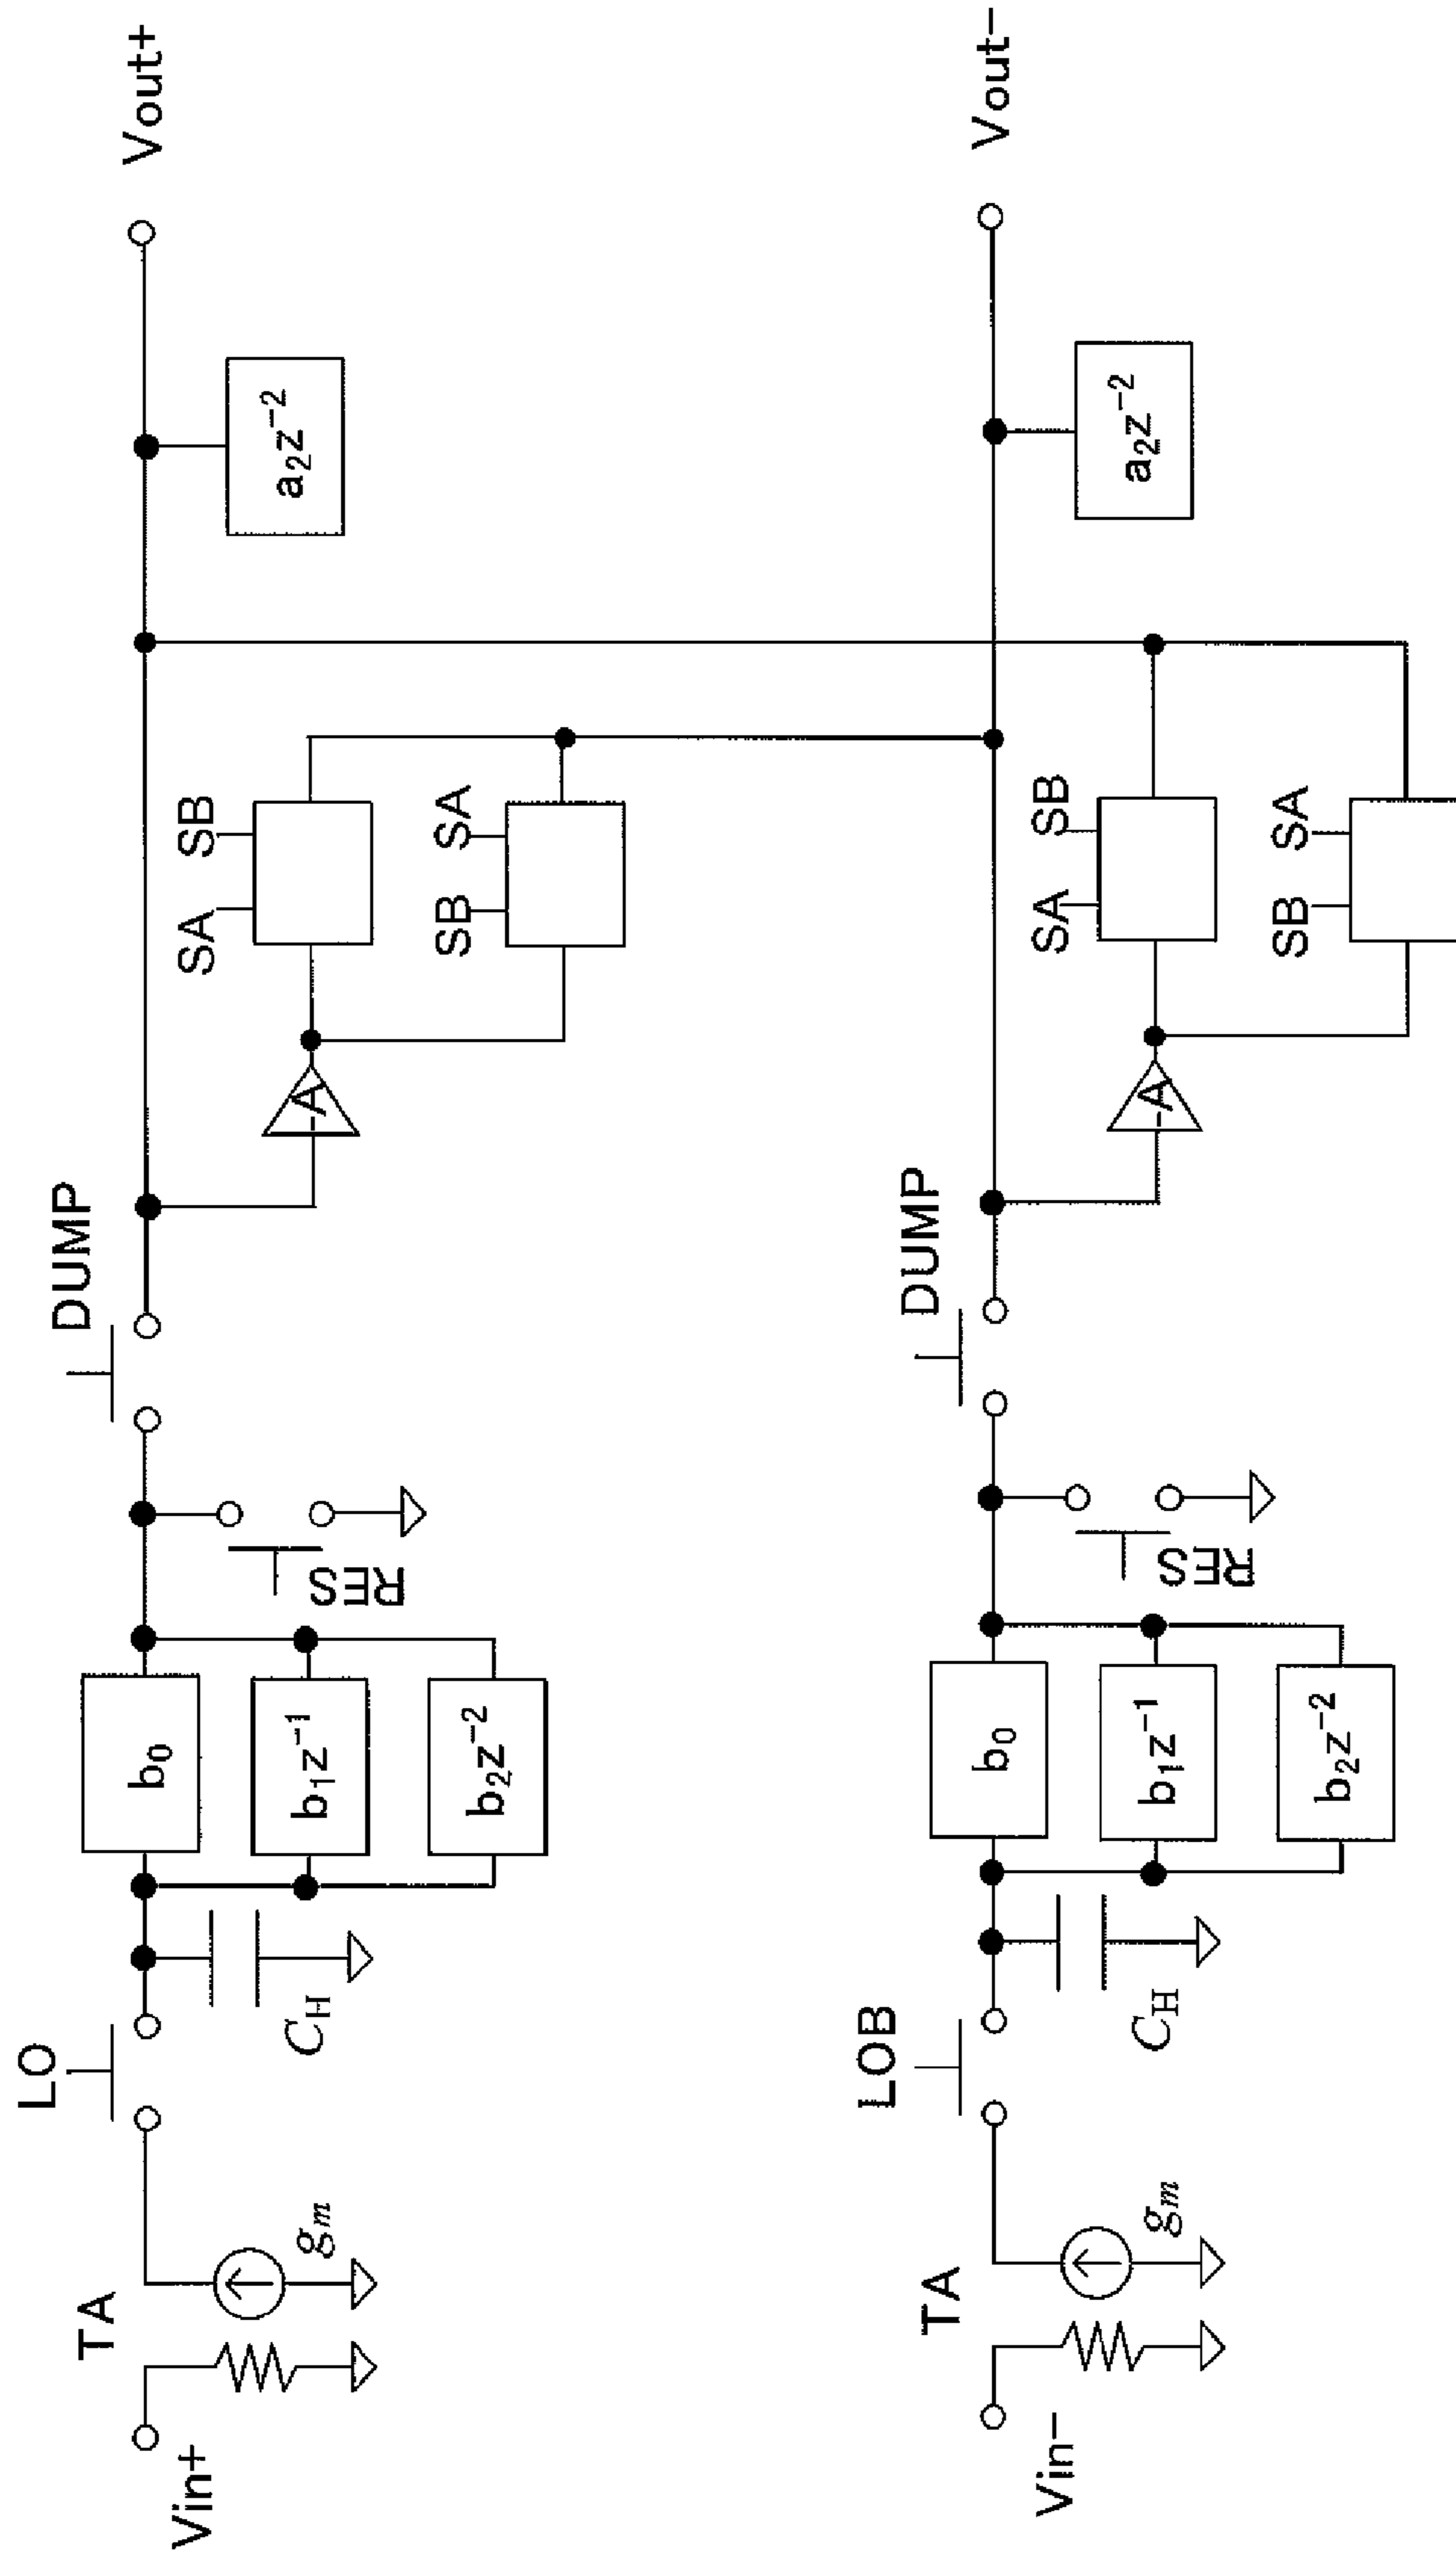 Vin+
TA
gm
LO
CH
b0
b1z−1
b2z−2
RES
DUMP
−A
SA
SB
SB
SA
a2z−2
Vout+
Vin−
TA
gm
LOB
CH
b0
b1z−1
b2z−2
RES
DUMP
−A
SA
SB
SB
SA
a2z−2
Vout−